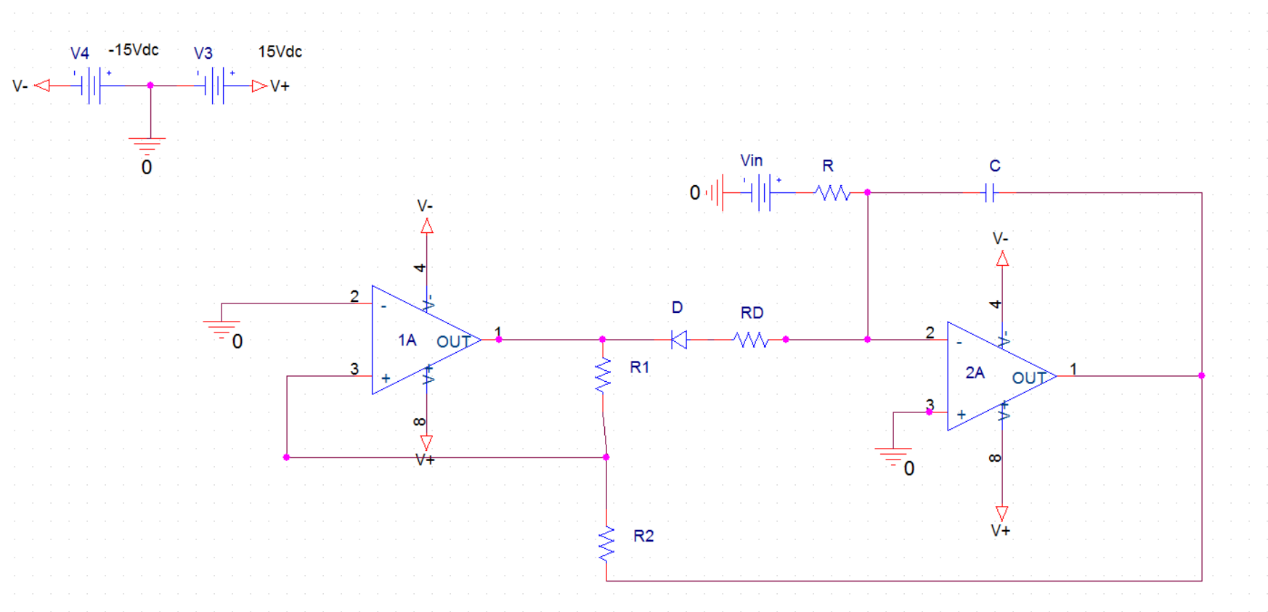 V4 -15Vdc V3 15Vdc
V- - + - + V+
0
Vin R C
0 - +
V- V-
4 4
2 - V- D RD 2 - V-
0 1A OUT 1 R1 2A OUT 1
3 + V+ 3 + V+
8 0 8
V+ V+
R2